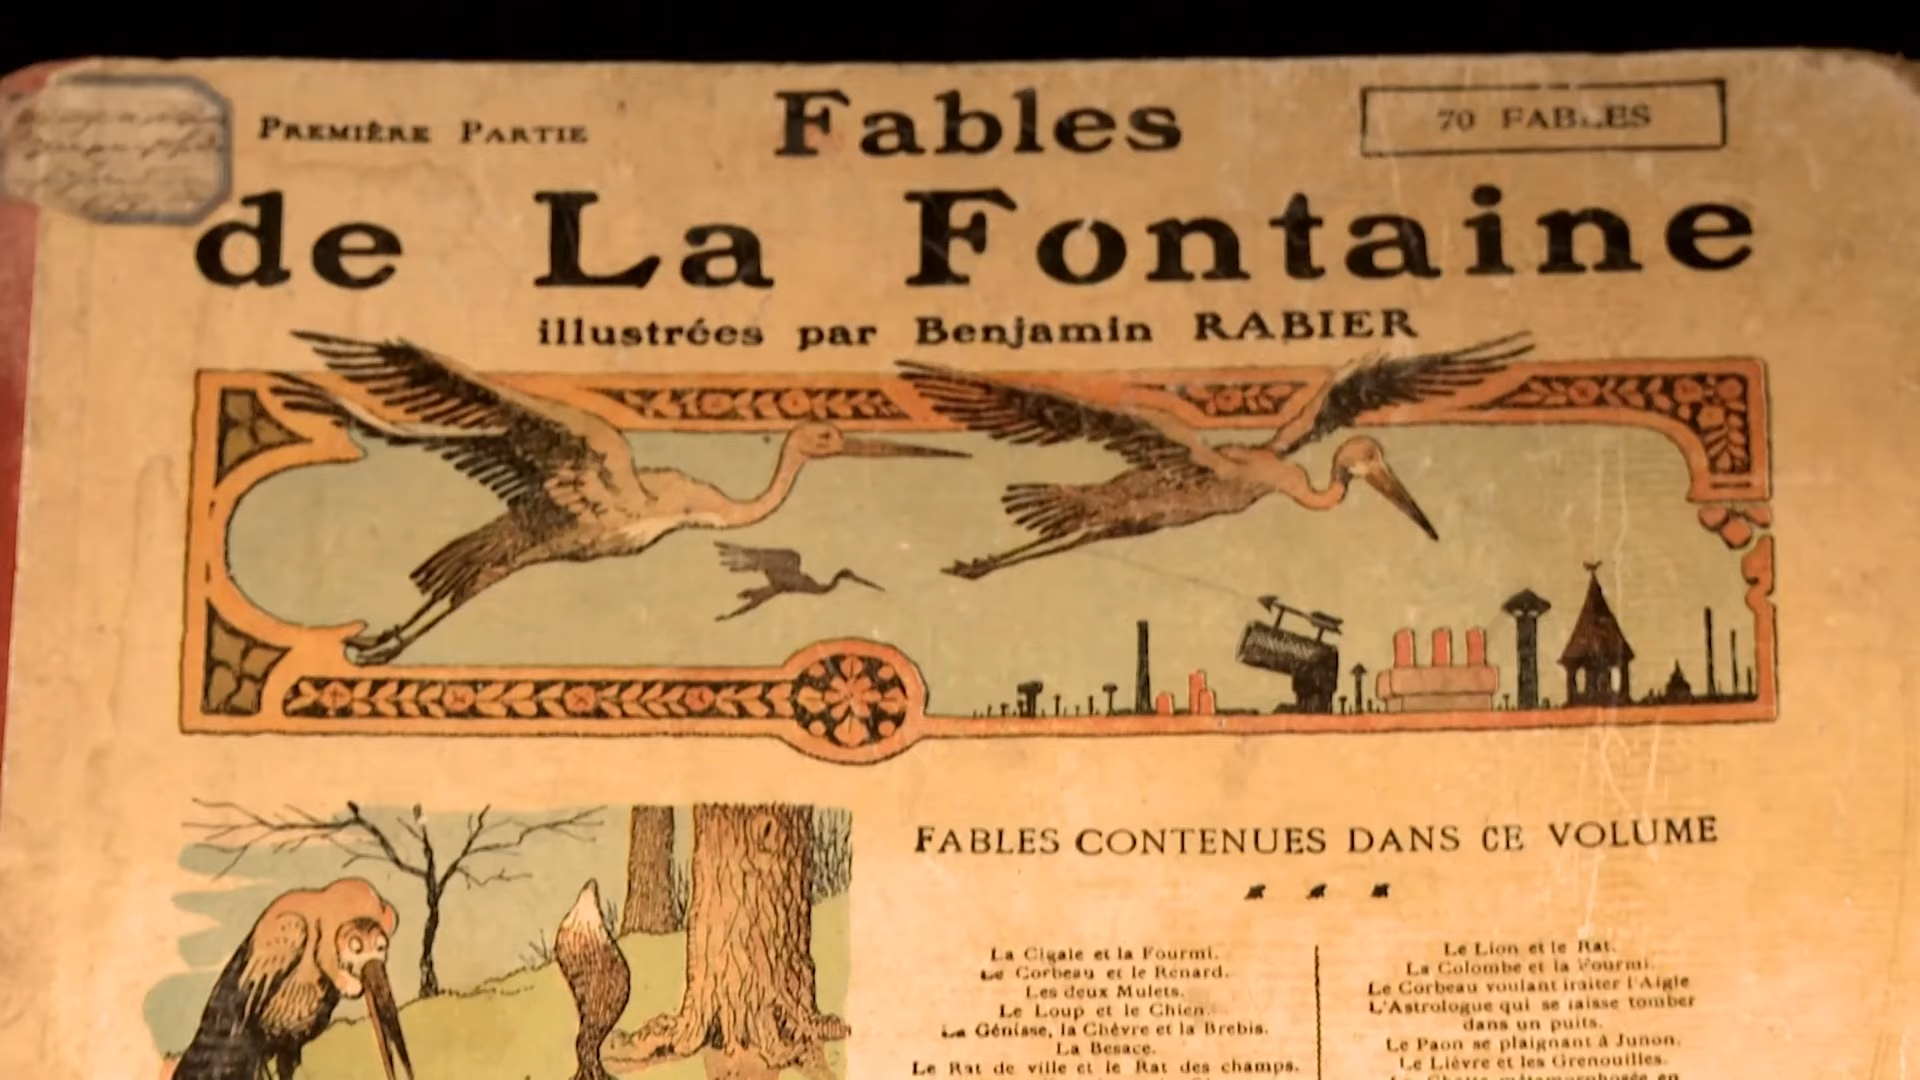 PREMIÈRE PARTIE
Fables
70 FABLES
de La Fontaine
illustrées par Benjamin RABIER
FABLES CONTENUES DANS CE VOLUME
La Cigale et la Fourmi.
Le Corbeau et le Renard.
Les deux Mulets.
Le Loup et le Chien.
La Génisse, la Chèvre et la Brebis.
La Besace.
Le Rat de ville et le Rat des champs.
Le Lion et le Rat.
La Colombe et la Fourmi.
Le Corbeau voulant imiter l'Aigle
L'Astrologue qui se laisse tomber
dans un puits.
Le Paon se plaignant à Junon.
Le Lièvre et les Grenouilles.